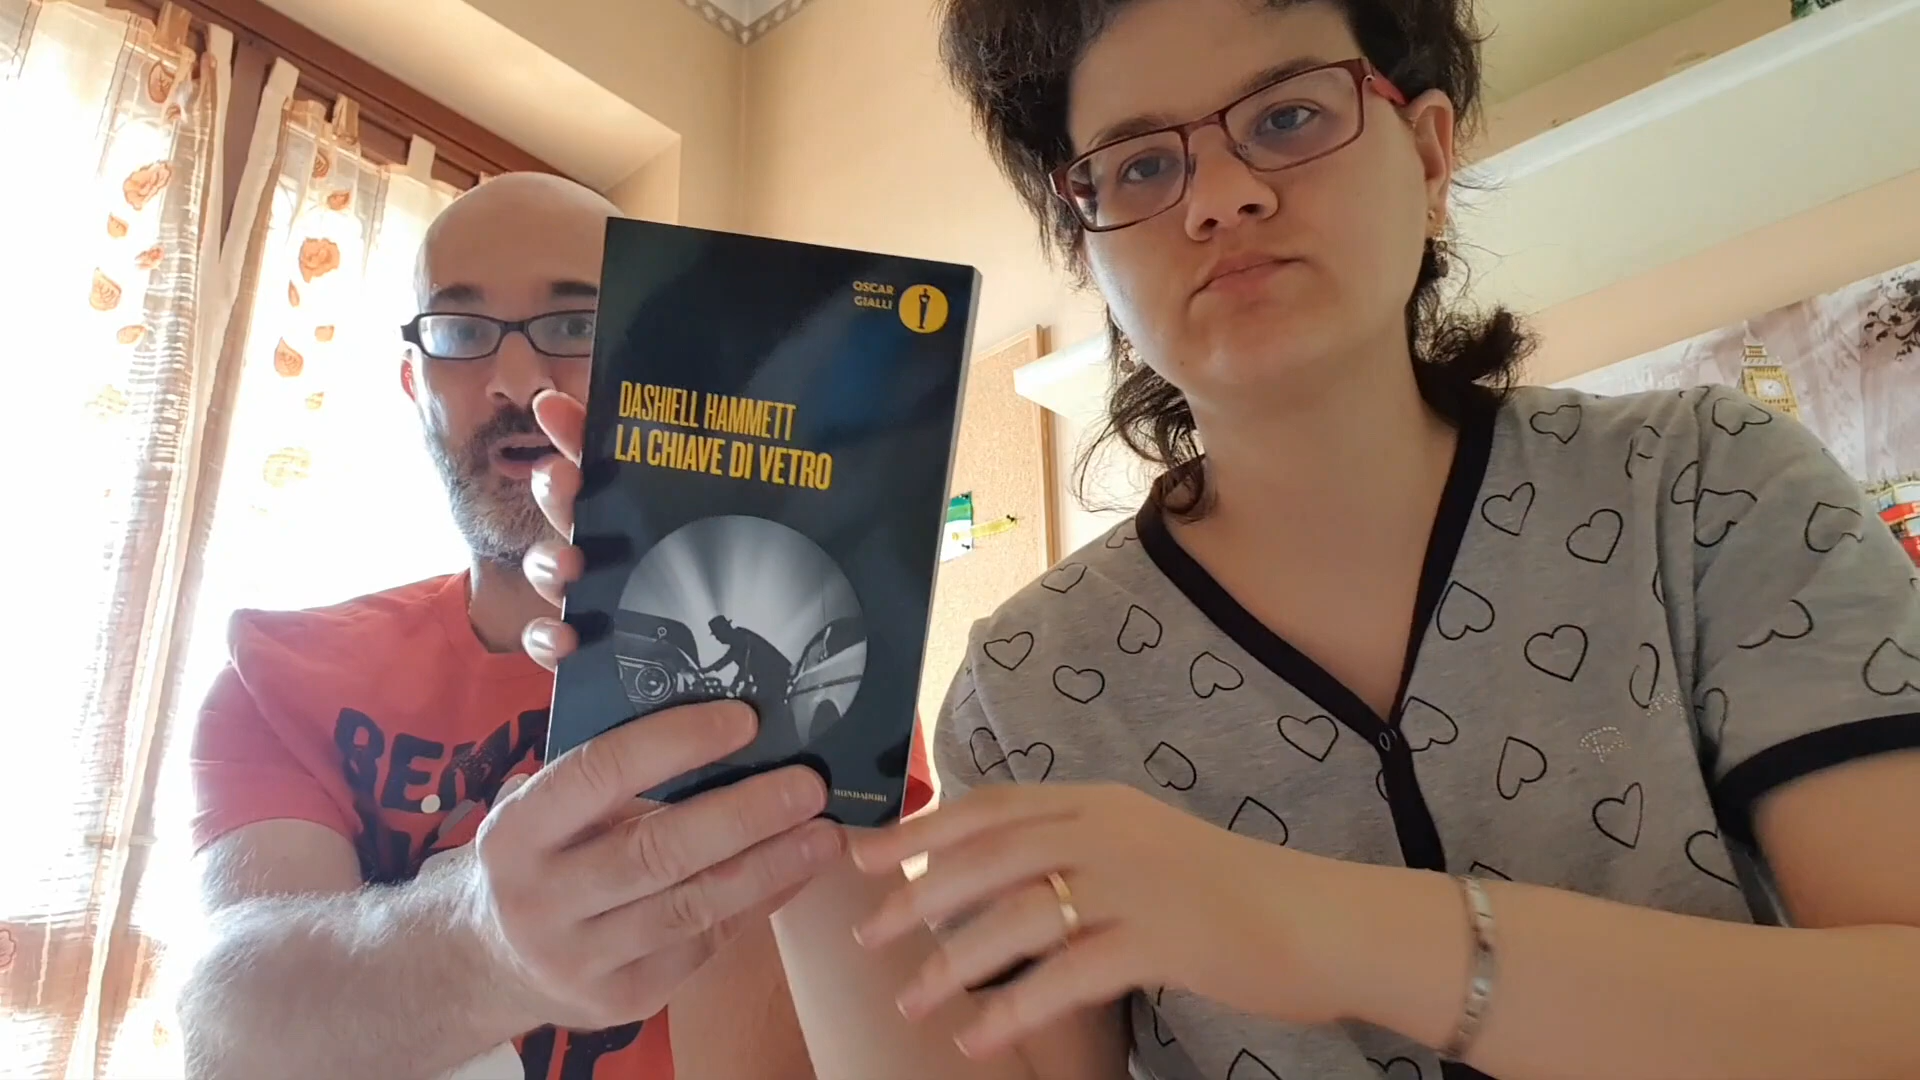 OSCAR
GIALLI
DASHIELL HAMMETT
LA CHIAVE DI VETRO
MONDADORI